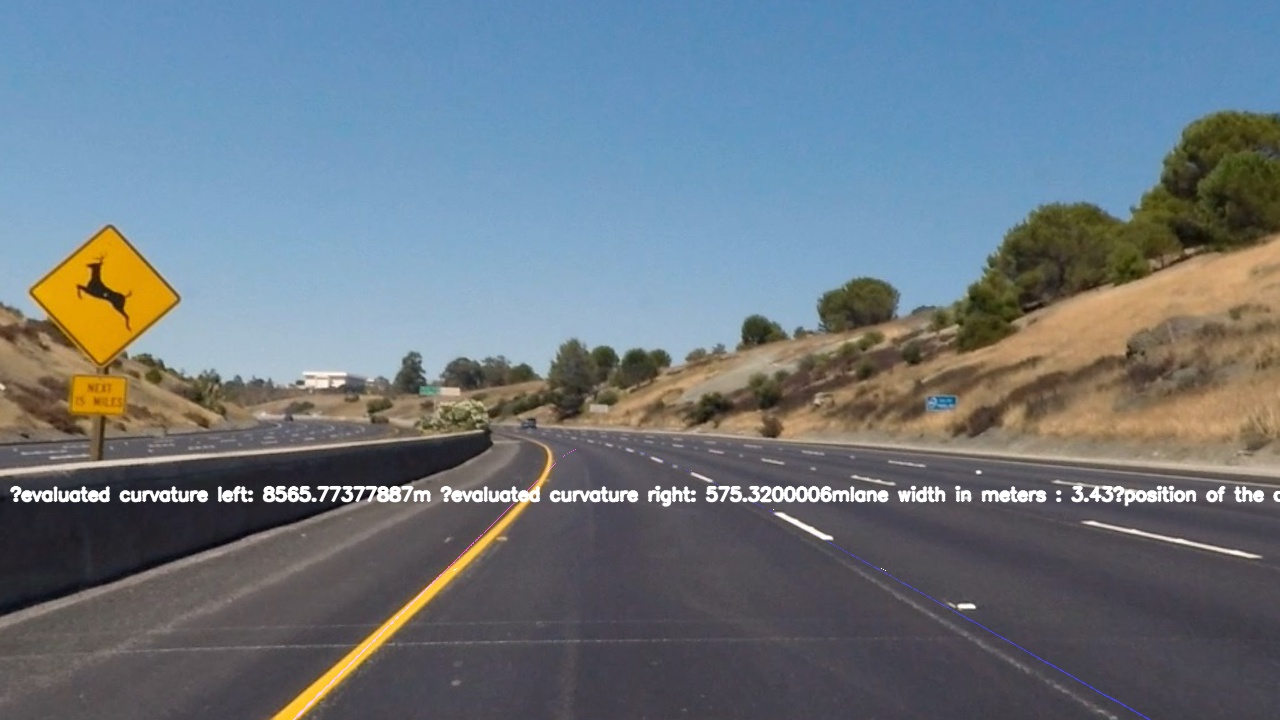 NEXT
15 MILES
?evaluated curvature left: 8565.77377887m ?evaluated curvature right: 575.3200006mlane width in meters : 3.43?position of the